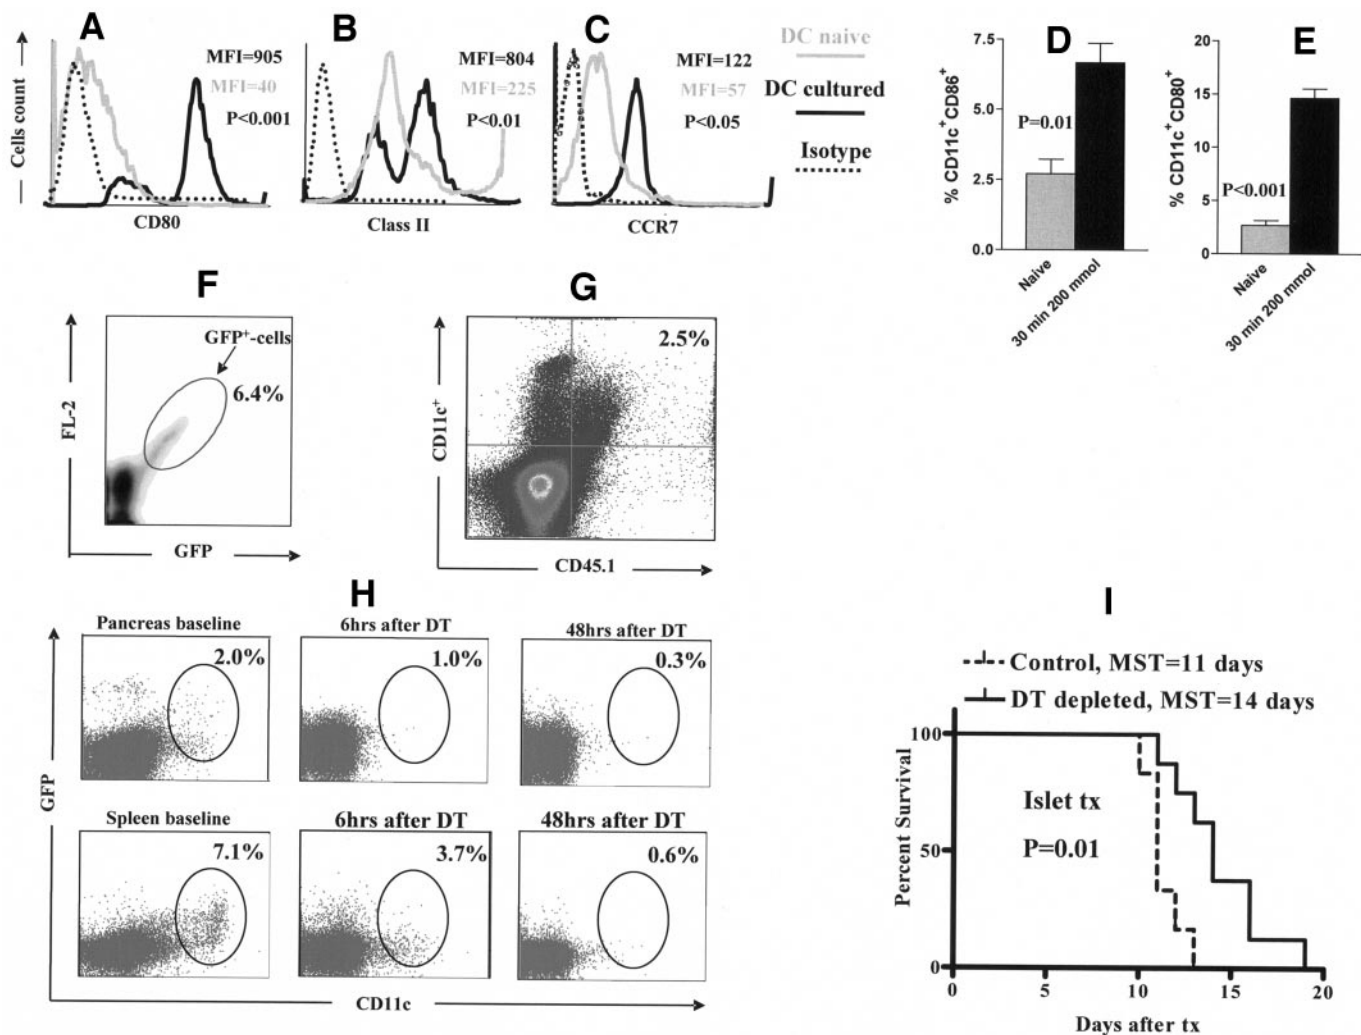 A
B
C
Cells count
MFI=905
MFI=40
P<0.001
CD80
MFI=804
MFI=225
P<0.01
Class II
MFI=122
MFI=57
P<0.05
CCR7
DC naive
DC cultured
Isotype
D
7.5
5.0
2.5
0.0
% CD11c+CD86+
P=0.01
Naive
30 min 200 mmol
E
20
15
10
5
0
% CD11c+CD80+
P<0.001
Naive
30 min 200 mmol
F
GFP+-cells
6.4%
FL-2
GFP
G
2.5%
CD11c+
CD45.1
H
Pancreas baseline
2.0%
6hrs after DT
1.0%
48hrs after DT
0.3%
Spleen baseline
7.1%
6hrs after DT
3.7%
48hrs after DT
0.6%
GFP
CD11c
I
Control, MST=11 days
DT depleted, MST=14 days
100
50
0
Percent Survival
Islet tx
P=0.01
0
5
10
15
20
Days after tx